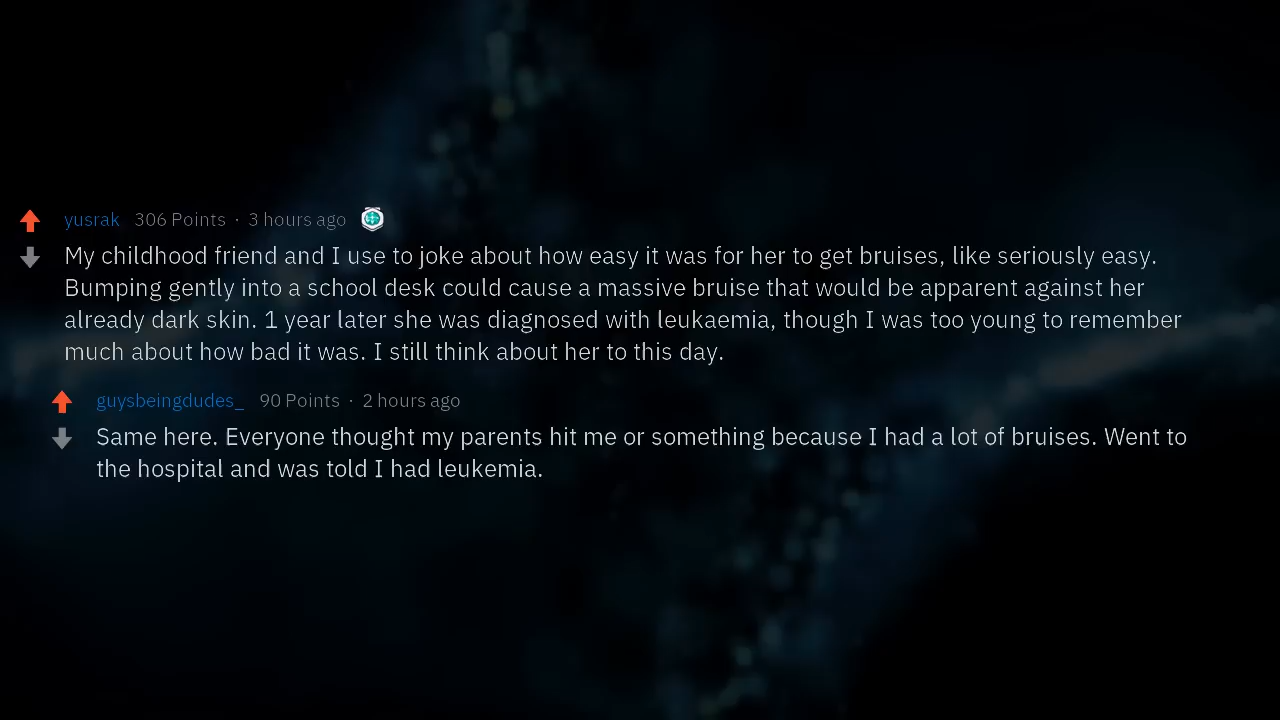 yusrak 306 Points · 3 hours ago
My childhood friend and I use to joke about how easy it was for her to get bruises, like seriously easy.
Bumping gently into a school desk could cause a massive bruise that would be apparent against her
already dark skin. 1 year later she was diagnosed with leukaemia, though I was too young to remember
much about how bad it was. I still think about her to this day.
guysbeingdudes_ 90 Points · 2 hours ago
Same here. Everyone thought my parents hit me or something because I had a lot of bruises. Went to
the hospital and was told I had leukemia.